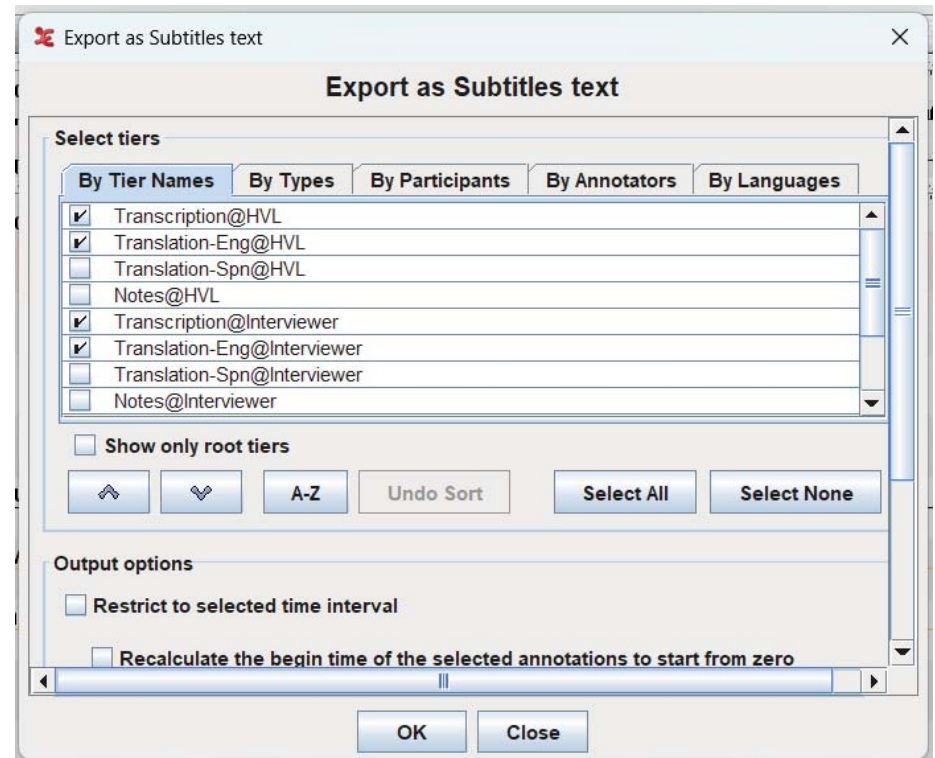 Export as Subtitles text
Export as Subtitles text
Select tiers
By Tier Names By Types By Participants By Annotators By Languages
Transcription@HVL
Translation-Eng@HVL
Translation-Spn@HVL
Notes@HVL
Transcription@Interviewer
Translation-Eng@Interviewer
Translation-Spn@Interviewer
Notes@Interviewer
Show only root tiers
A-Z Undo Sort Select All Select None
Output options
Restrict to selected time interval
Recalculate the begin time of the selected annotations to start from zero
OK Close